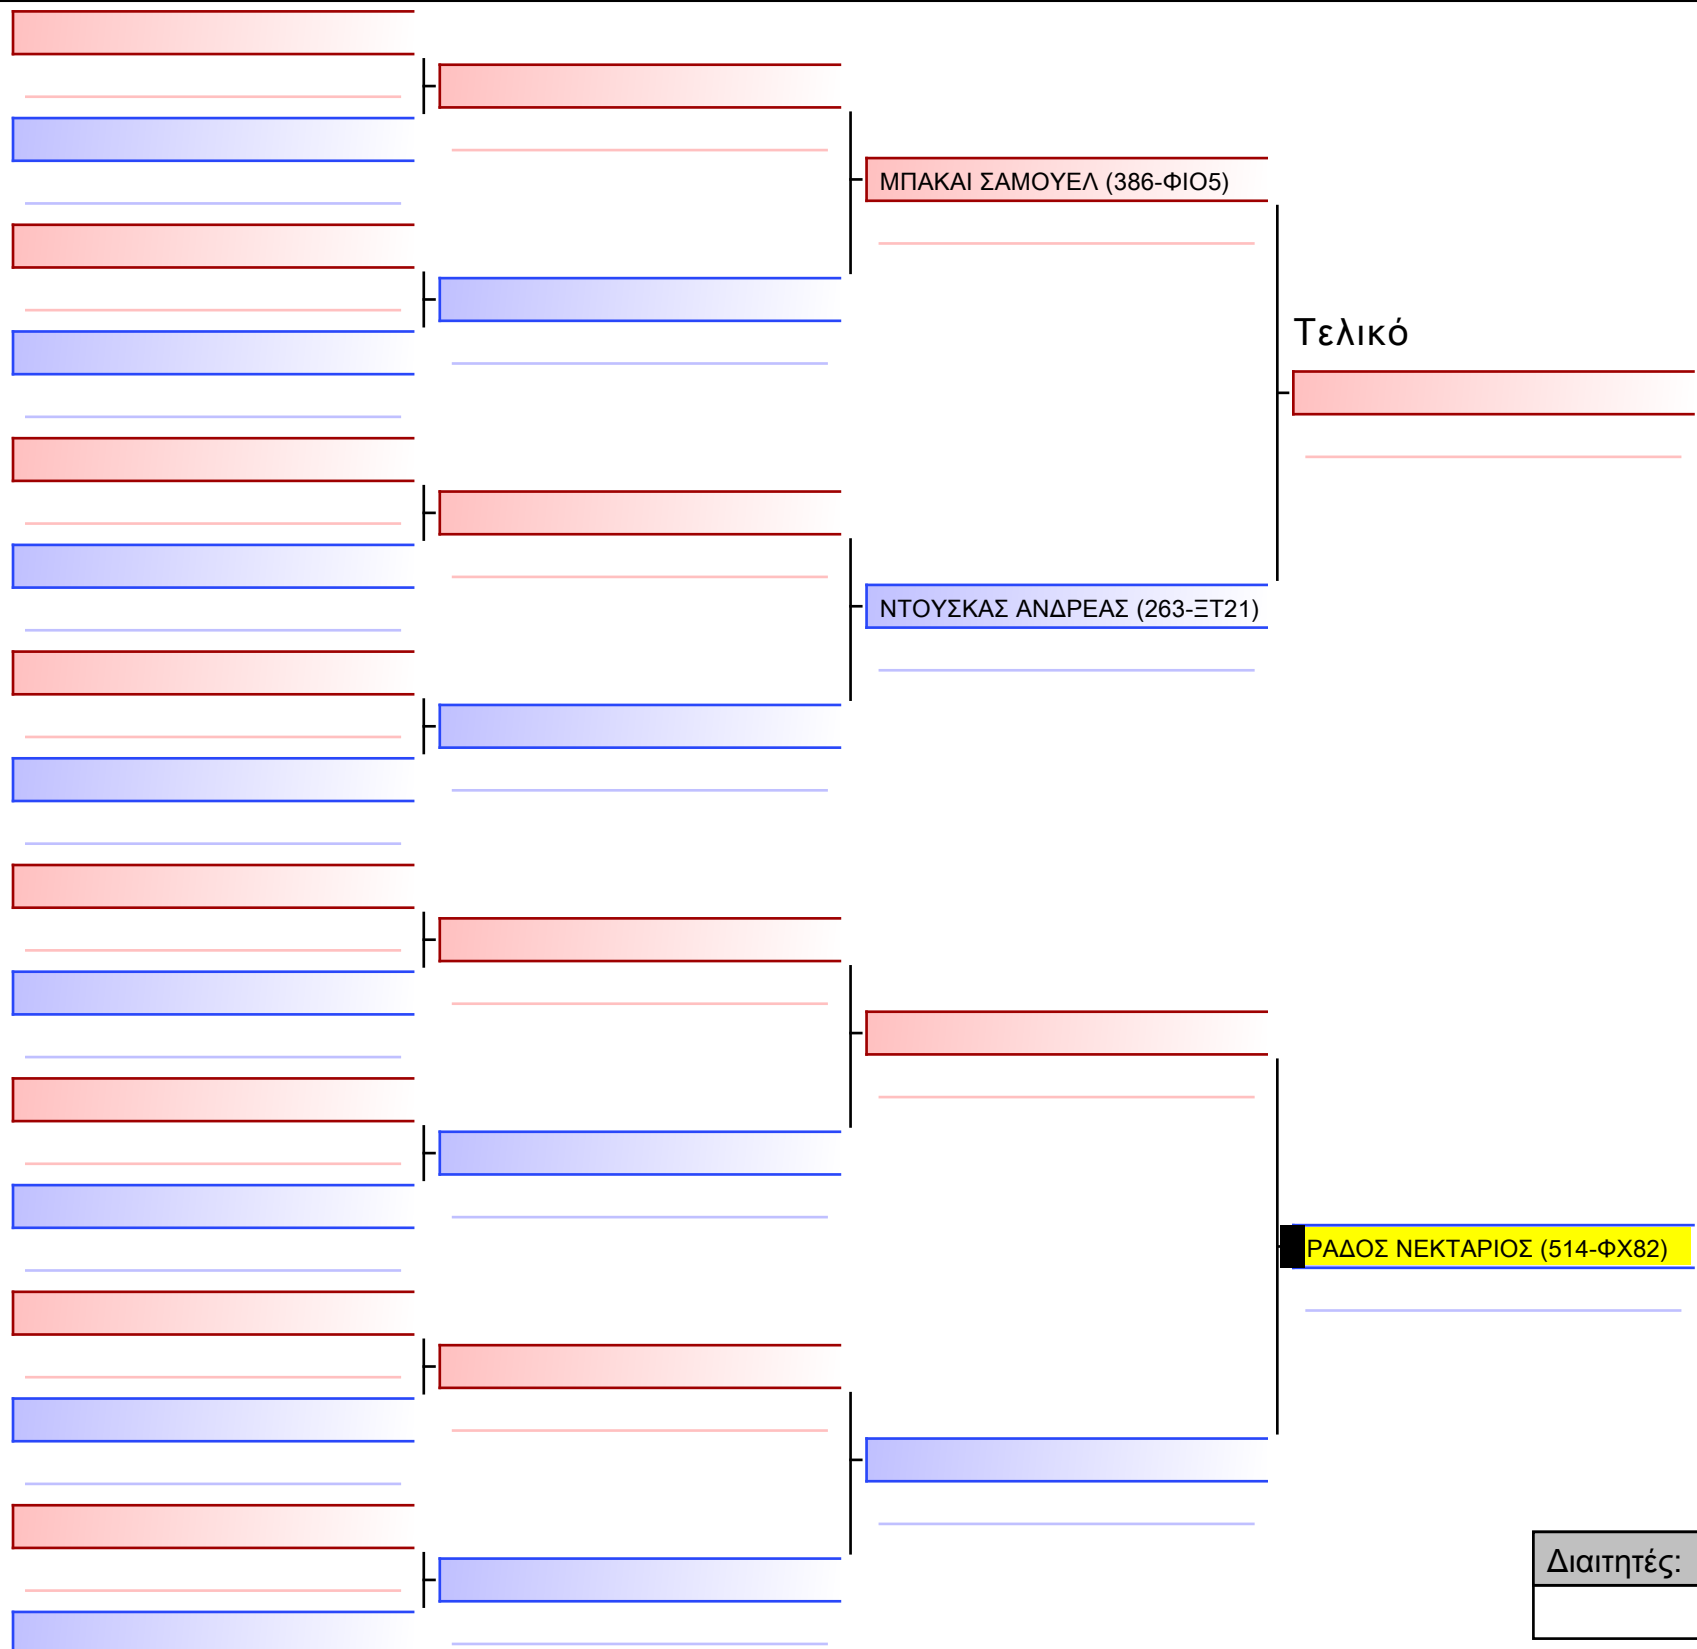 ΜΠΑΚΑΙ ΣΑΜΟΥΕΛ (386-ΦΙΟ5)
Τελικό
ΝΤΟΥΣΚΑΣ ΑΝΔΡΕΑΣ (263-ΞΤ21)
ΡΑΔΟΣ ΝΕΚΤΑΡΙΟΣ (514-ΦΧ82)
Διαιτητές: